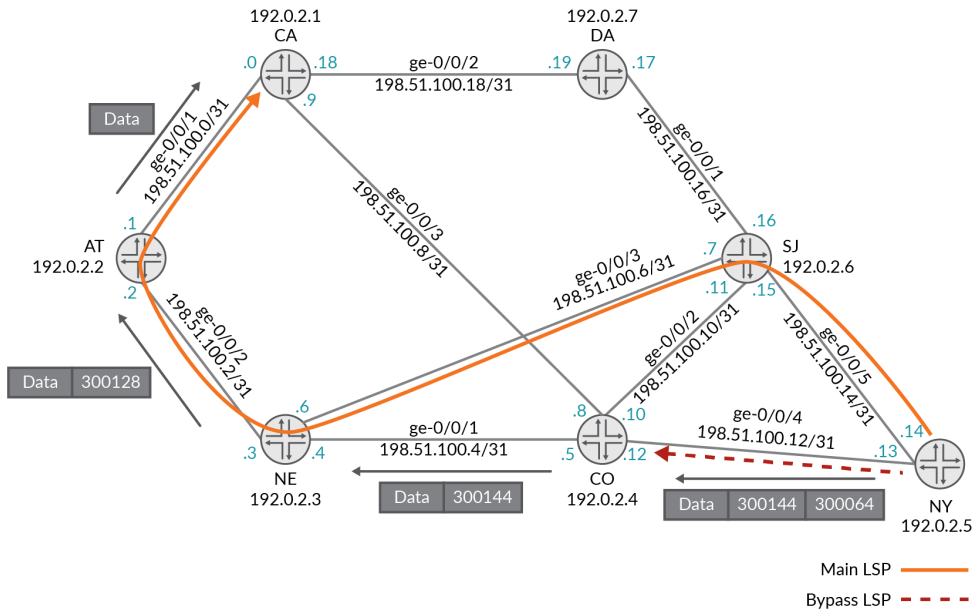 192.0.2.1
CA
192.0.2.7
DA
.0
.18
ge-0/0/2
.19
.17
198.51.100.18/31
.9
Data
ge-0/0/1
198.51.100.0/31
ge-0/0/1
198.51.100.16/31
ge-0/0/3
198.51.100.8/31
.1
.16
AT
192.0.2.2
.7
SJ
192.0.2.6
ge-0/0/3
198.51.100.6/31
.2
.11
.15
ge-0/0/2
198.51.100.2/31
ge-0/0/2
198.51.100.10/31
ge-0/0/5
198.51.100.14/31
Data 300128
.6
.8
.10
ge-0/0/4
198.51.100.12/31
.14
ge-0/0/1
198.51.100.4/31
.3
.4
.5
.12
.13
NE
192.0.2.3
CO
192.0.2.4
Data 300144
Data 300144 300064
NY
192.0.2.5
Main LSP
Bypass LSP